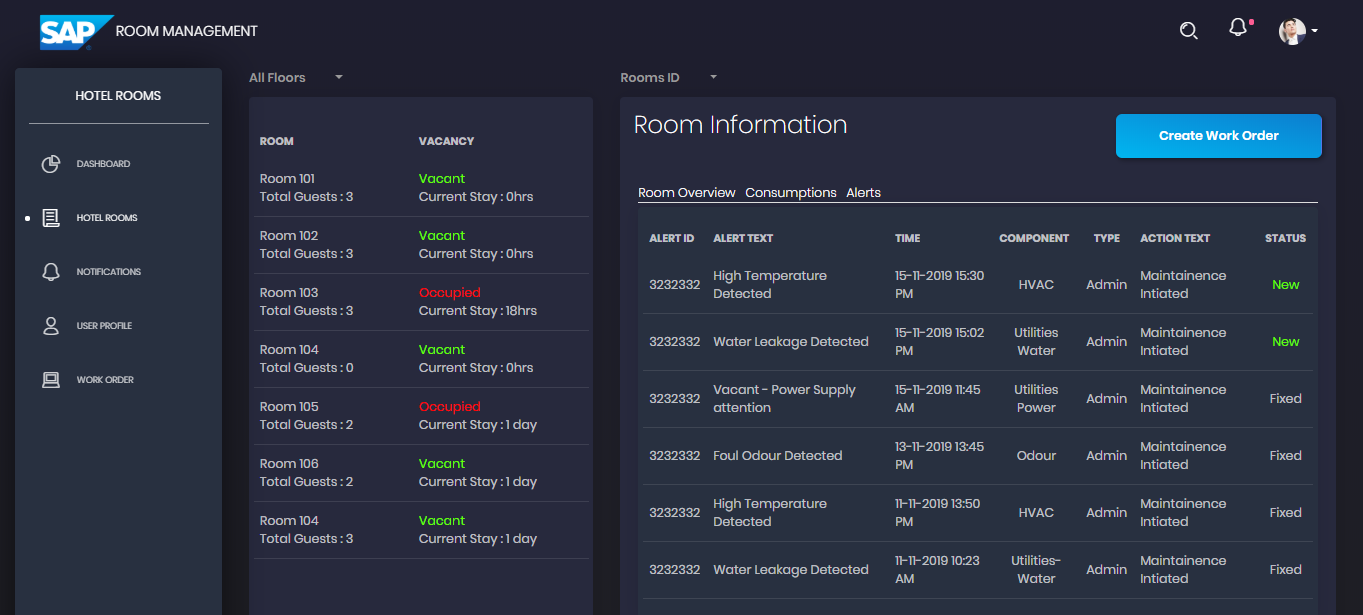 SAP ROOM MANAGEMENT
HOTEL ROOMS
DASHBOARD
HOTEL ROOMS
NOTIFICATIONS
USER PROFILE
WORK ORDER
All Floors
ROOM VACANCY
Room 101 Vacant
Total Guests : 3 Current Stay : 0hrs
Room 102 Vacant
Total Guests : 3 Current Stay : 0hrs
Room 103 Occupied
Total Guests : 3 Current Stay : 18hrs
Room 104 Vacant
Total Guests : 0 Current Stay : 0hrs
Room 105 Occupied
Total Guests : 2 Current Stay : 1 day
Room 106 Vacant
Total Guests : 2 Current Stay : 1 day
Room 104 Vacant
Total Guests : 3 Current Stay : 1 day
Rooms ID
Room Information
Create Work Order
Room Overview Consumptions Alerts
ALERT ID ALERT TEXT TIME COMPONENT TYPE ACTION TEXT STATUS
3232332 High Temperature Detected 15-11-2019 15:30 PM HVAC Admin Maintainence Intiated New
3232332 Water Leakage Detected 15-11-2019 15:02 PM Utilities Water Admin Maintainence Intiated New
3232332 Vacant - Power Supply attention 15-11-2019 11:45 AM Utilities Power Admin Maintainence Intiated Fixed
3232332 Foul Odour Detected 13-11-2019 13:45 PM Odour Admin Maintainence Intiated Fixed
3232332 High Temperature Detected 11-11-2019 13:50 PM HVAC Admin Maintainence Intiated Fixed
3232332 Water Leakage Detected 11-11-2019 10:23 AM Utilities-Water Admin Maintainence Intiated Fixed